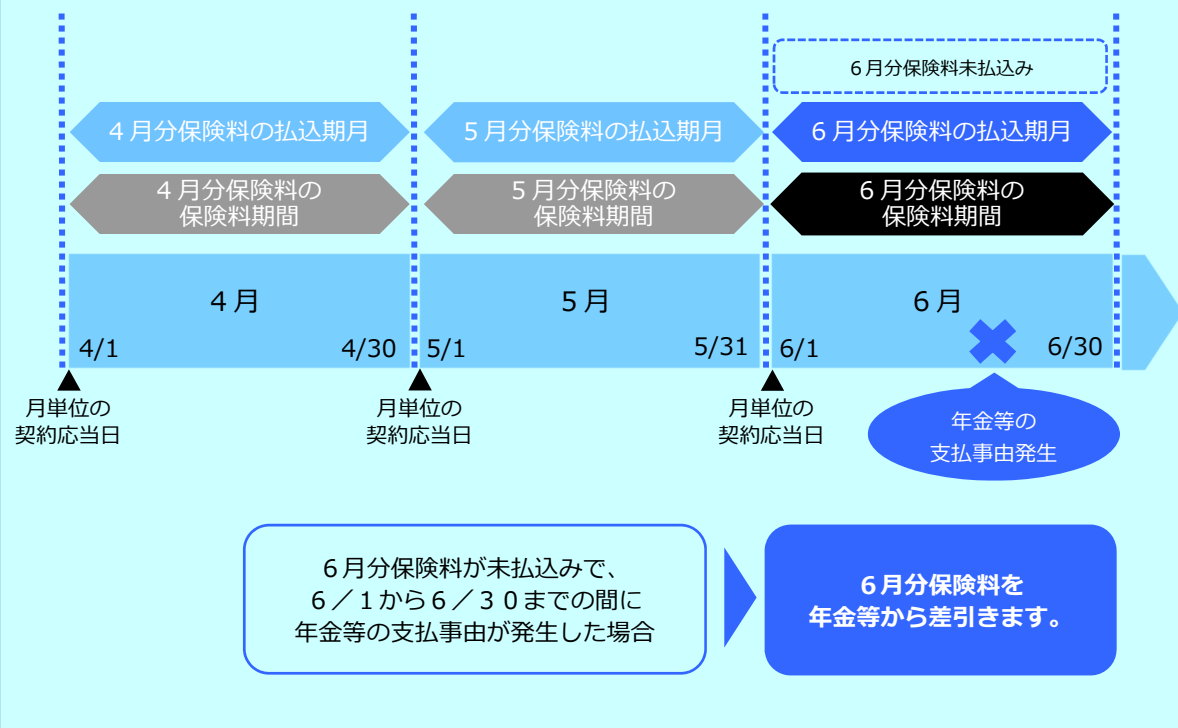 ６月分保険料未払込み
４月分保険料の払込期月
５月分保険料の払込期月
６月分保険料の払込期月
４月分保険料の
保険料期間
５月分保険料の
保険料期間
６月分保険料の
保険料期間
４月
５月
６月
4/1
4/30
5/1
5/31
6/1
6/30
月単位の
契約応当日
月単位の
契約応当日
月単位の
契約応当日
年金等の
支払事由発生
６月分保険料が未払込みで、
６／１から６／３０までの間に
年金等の支払事由が発生した場合
６月分保険料を
年金等から差引きます。